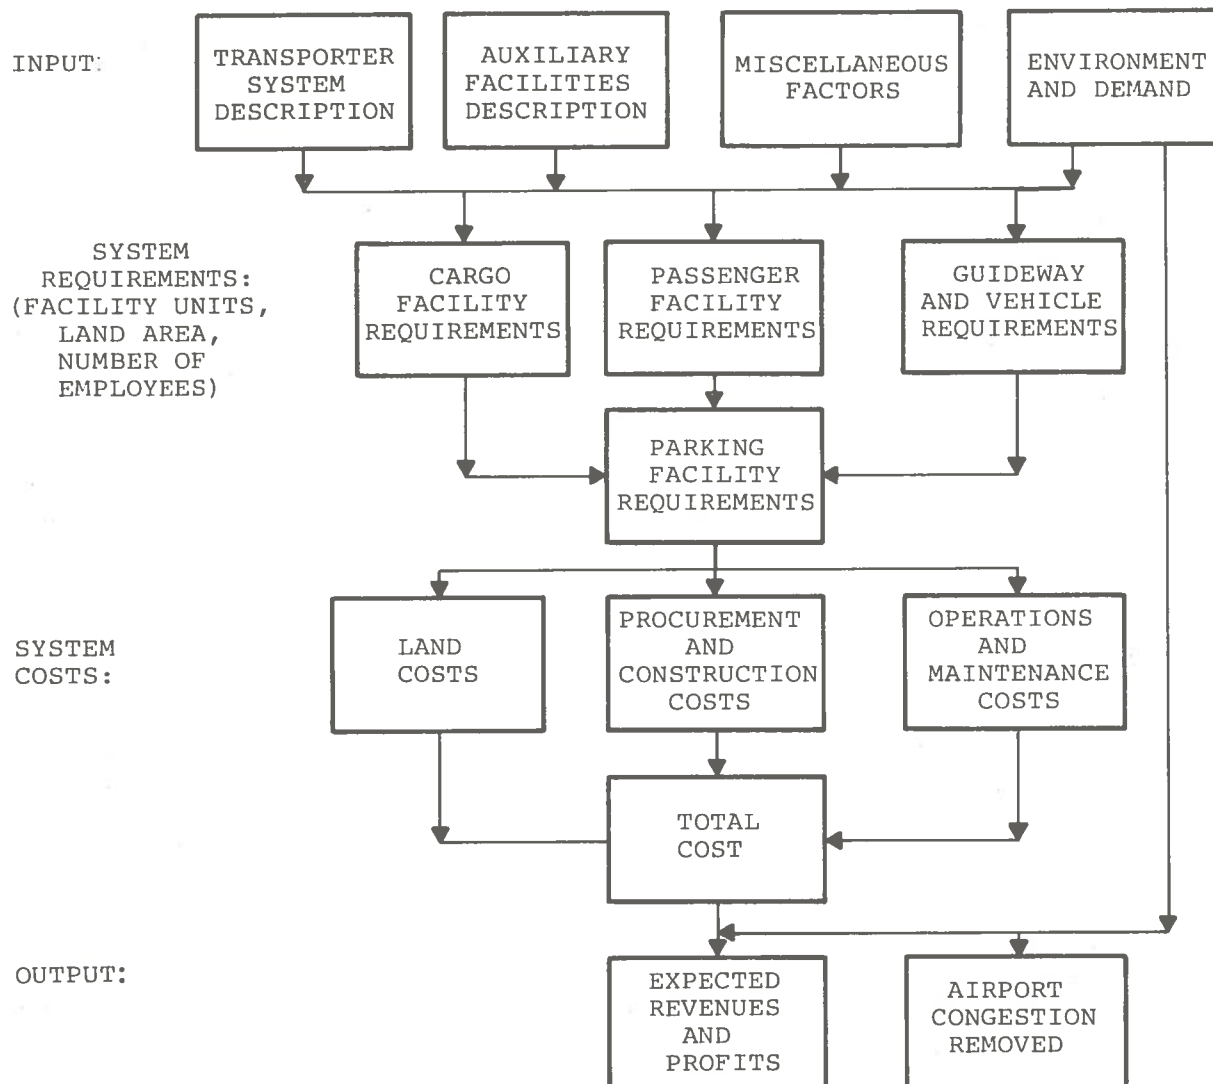 INPUT:
TRANSPORTER
SYSTEM
DESCRIPTION
AUXILIARY
FACILITIES
DESCRIPTION
MISCELLANEOUS
FACTORS
ENVIRONMENT
AND DEMAND
SYSTEM
REQUIREMENTS:
(FACILITY UNITS,
LAND AREA,
NUMBER OF
EMPLOYEES)
CARGO
FACILITY
REQUIREMENTS
PASSENGER
FACILITY
REQUIREMENTS
GUIDEWAY
AND VEHICLE
REQUIREMENTS
PARKING
FACILITY
REQUIREMENTS
SYSTEM
COSTS:
LAND
COSTS
PROCUREMENT
AND
CONSTRUCTION
COSTS
OPERATIONS
AND
MAINTENANCE
COSTS
TOTAL
COST
OUTPUT:
EXPECTED
REVENUES
AND
PROFITS
AIRPORT
CONGESTION
REMOVED